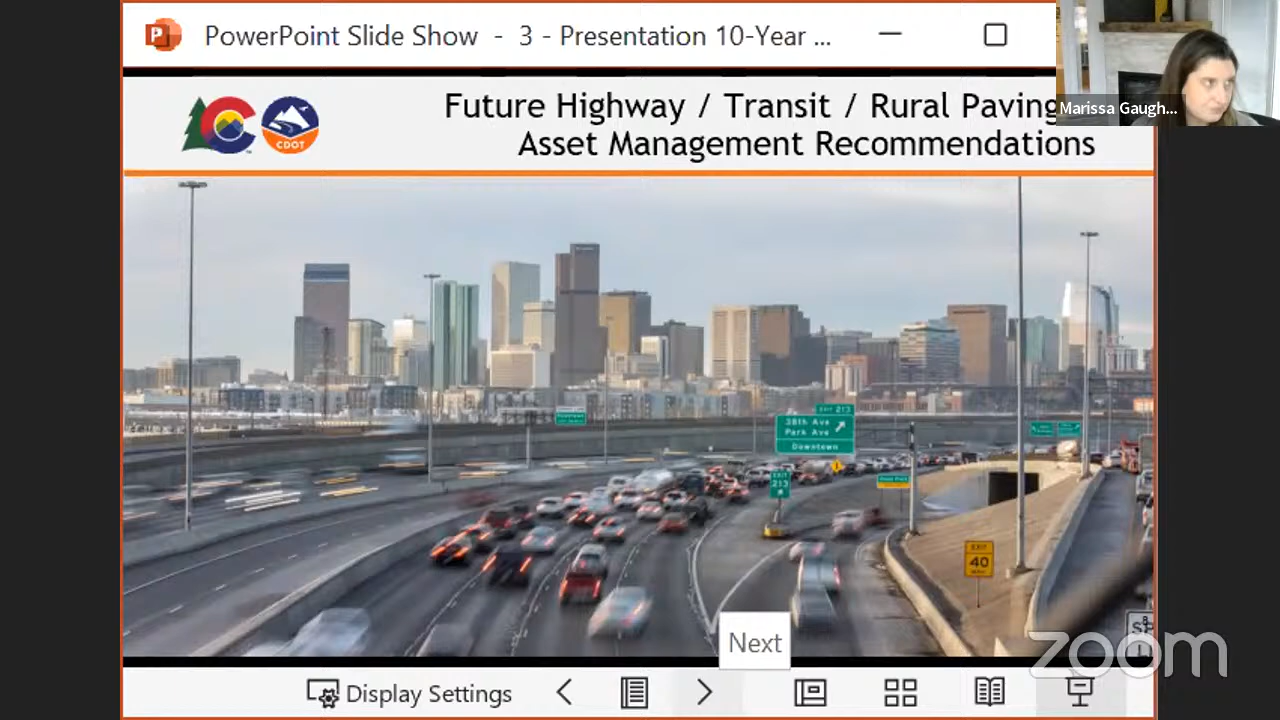 PowerPoint Slide Show - 3 - Presentation 10-Year ...
Marissa Gaugh...
CDOT
Future Highway / Transit / Rural Paving
Asset Management Recommendations
EXIT 213
38th Ave
Park Ave
Downtown
EXIT
213
EXIT
40
Next
zoom
Display Settings